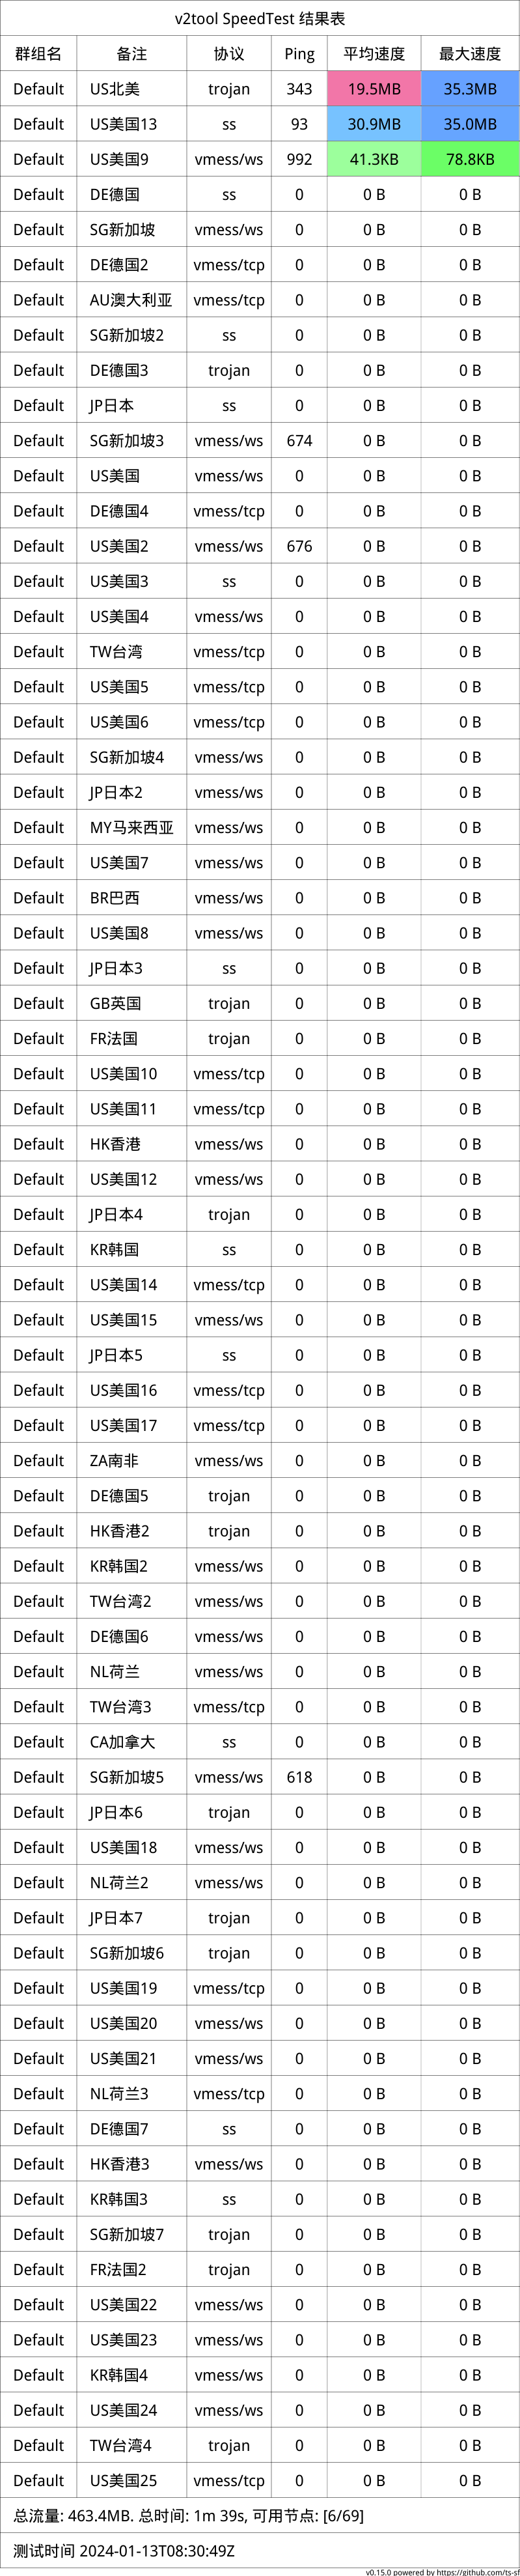 v2tool SpeedTest 结果表
群组名 备注 协议 Ping 平均速度 最大速度
Default US北美 trojan 343 19.5MB 35.3MB
Default US美国13 ss 93 30.9MB 35.0MB
Default US美国9 vmess/ws 992 41.3KB 78.8KB
Default DE德国 ss 0 0 B 0 B
Default SG新加坡 vmess/ws 0 0 B 0 B
Default DE德国2 vmess/tcp 0 0 B 0 B
Default AU澳大利亚 vmess/tcp 0 0 B 0 B
Default SG新加坡2 ss 0 0 B 0 B
Default DE德国3 trojan 0 0 B 0 B
Default JP日本 ss 0 0 B 0 B
Default SG新加坡3 vmess/ws 674 0 B 0 B
Default US美国 vmess/ws 0 0 B 0 B
Default DE德国4 vmess/tcp 0 0 B 0 B
Default US美国2 vmess/ws 676 0 B 0 B
Default US美国3 ss 0 0 B 0 B
Default US美国4 vmess/ws 0 0 B 0 B
Default TW台湾 vmess/tcp 0 0 B 0 B
Default US美国5 vmess/tcp 0 0 B 0 B
Default US美国6 vmess/tcp 0 0 B 0 B
Default SG新加坡4 vmess/ws 0 0 B 0 B
Default JP日本2 vmess/ws 0 0 B 0 B
Default MY马来西亚 vmess/ws 0 0 B 0 B
Default US美国7 vmess/ws 0 0 B 0 B
Default BR巴西 vmess/ws 0 0 B 0 B
Default US美国8 vmess/ws 0 0 B 0 B
Default JP日本3 ss 0 0 B 0 B
Default GB英国 trojan 0 0 B 0 B
Default FR法国 trojan 0 0 B 0 B
Default US美国10 vmess/tcp 0 0 B 0 B
Default US美国11 vmess/tcp 0 0 B 0 B
Default HK香港 vmess/ws 0 0 B 0 B
Default US美国12 vmess/ws 0 0 B 0 B
Default JP日本4 trojan 0 0 B 0 B
Default KR韩国 ss 0 0 B 0 B
Default US美国14 vmess/tcp 0 0 B 0 B
Default US美国15 vmess/ws 0 0 B 0 B
Default JP日本5 ss 0 0 B 0 B
Default US美国16 vmess/tcp 0 0 B 0 B
Default US美国17 vmess/tcp 0 0 B 0 B
Default ZA南非 vmess/ws 0 0 B 0 B
Default DE德国5 trojan 0 0 B 0 B
Default HK香港2 trojan 0 0 B 0 B
Default KR韩国2 vmess/ws 0 0 B 0 B
Default TW台湾2 vmess/ws 0 0 B 0 B
Default DE德国6 vmess/ws 0 0 B 0 B
Default NL荷兰 vmess/ws 0 0 B 0 B
Default TW台湾3 vmess/tcp 0 0 B 0 B
Default CA加拿大 ss 0 0 B 0 B
Default SG新加坡5 vmess/ws 618 0 B 0 B
Default JP日本6 trojan 0 0 B 0 B
Default US美国18 vmess/ws 0 0 B 0 B
Default NL荷兰2 vmess/ws 0 0 B 0 B
Default JP日本7 trojan 0 0 B 0 B
Default SG新加坡6 trojan 0 0 B 0 B
Default US美国19 vmess/tcp 0 0 B 0 B
Default US美国20 vmess/ws 0 0 B 0 B
Default US美国21 vmess/ws 0 0 B 0 B
Default NL荷兰3 vmess/tcp 0 0 B 0 B
Default DE德国7 ss 0 0 B 0 B
Default HK香港3 vmess/ws 0 0 B 0 B
Default KR韩国3 ss 0 0 B 0 B
Default SG新加坡7 trojan 0 0 B 0 B
Default FR法国2 trojan 0 0 B 0 B
Default US美国22 vmess/ws 0 0 B 0 B
Default US美国23 vmess/ws 0 0 B 0 B
Default KR韩国4 vmess/ws 0 0 B 0 B
Default US美国24 vmess/ws 0 0 B 0 B
Default TW台湾4 trojan 0 0 B 0 B
Default US美国25 vmess/tcp 0 0 B 0 B
总流量: 463.4MB. 总时间: 1m 39s, 可用节点: [6/69]
测试时间 2024-01-13T08:30:49Z
v0.15.0 powered by https://github.com/ts-sf